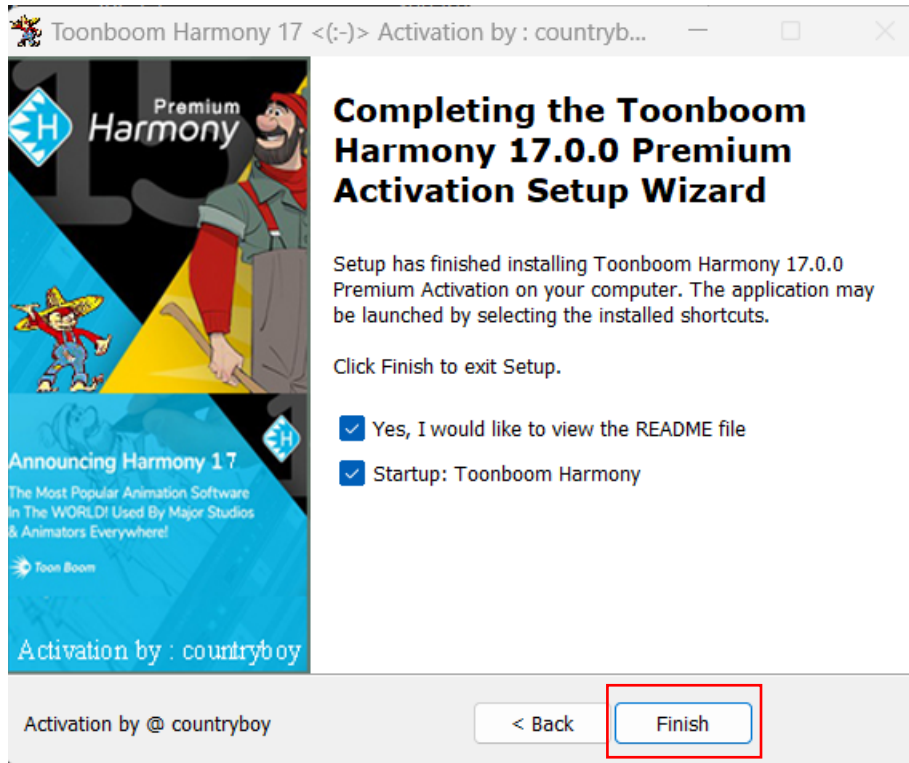 Toonboom Harmony 17 <(:-)> Activation by : countryb...
Premium
Harmony
Completing the Toonboom
Harmony 17.0.0 Premium
Activation Setup Wizard
Setup has finished installing Toonboom Harmony 17.0.0
Premium Activation on your computer. The application may
be launched by selecting the installed shortcuts.
Click Finish to exit Setup.
Yes, I would like to view the README file
Startup: Toonboom Harmony
Announcing Harmony 17
The Most Popular Animation Software
In The WORLD! Used By Major Studios
& Animators Everywhere!
Toon Boom
Activation by : countryboy
Activation by @ countryboy
< Back
Finish